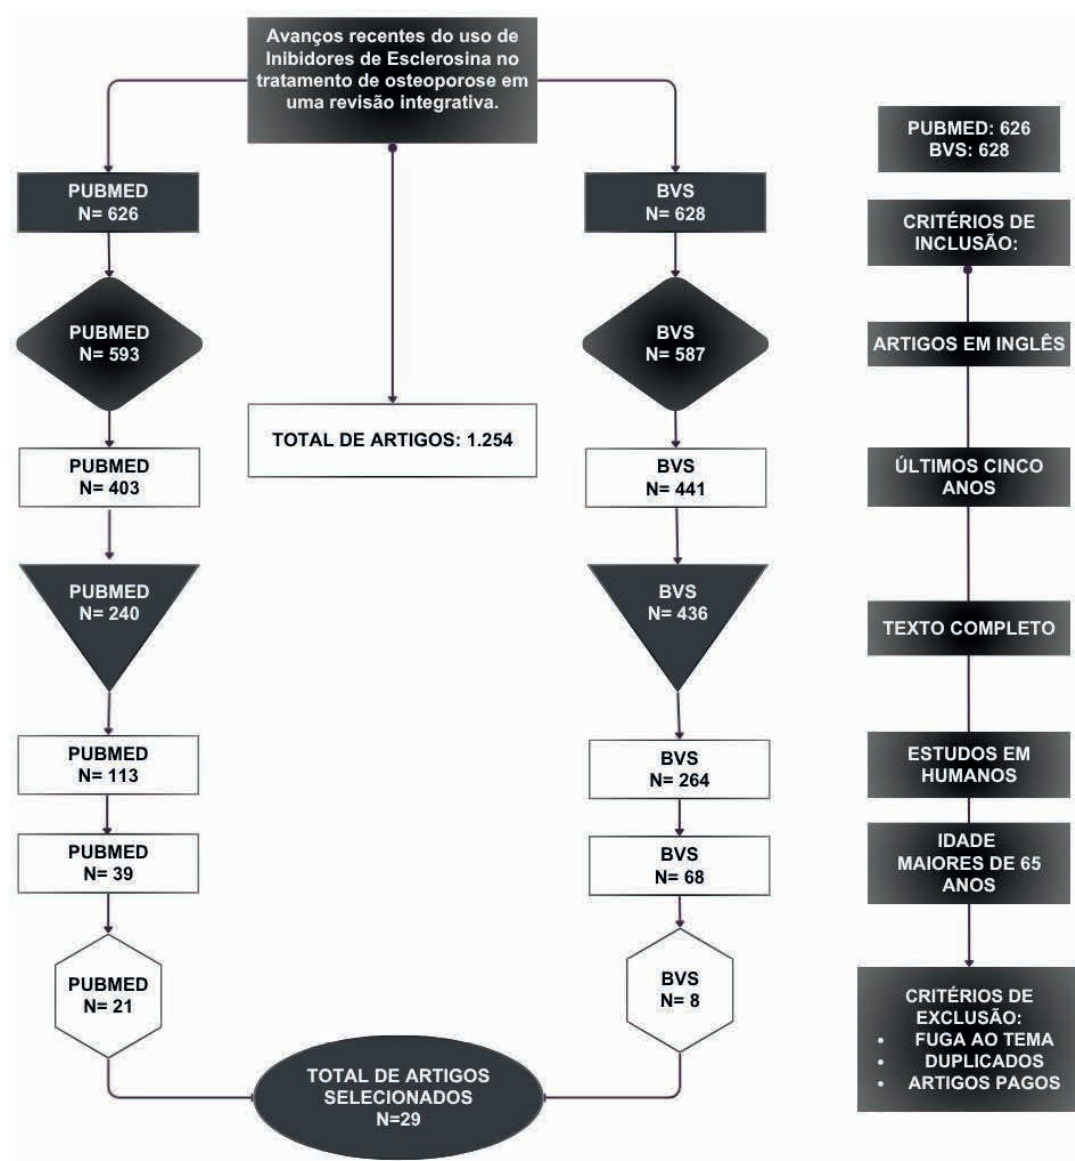 Avanços recentes do uso de
Inibidores de Esclerosina no
tratamento de osteoporose em
uma revisão integrativa.
PUBMED
N= 626
PUBMED
N= 593
PUBMED
N= 403
PUBMED
N= 240
PUBMED
N= 113
PUBMED
N= 39
PUBMED
N= 21
TOTAL DE ARTIGOS: 1.254
BVS
N= 628
BVS
N= 587
BVS
N= 441
BVS
N= 436
BVS
N= 264
BVS
N= 68
BVS
N= 8
TOTAL DE ARTIGOS
SELECIONADOS
N=29
PUBMED: 626
BVS: 628
CRITÉRIOS DE
INCLUSÃO:
ARTIGOS EM INGLÊS
ÚLTIMOS CINCO
ANOS
TEXTO COMPLETO
ESTUDOS EM
HUMANOS
IDADE
MAIORES DE 65
ANOS
CRITÉRIOS DE
EXCLUSÃO:
• FUGA AO TEMA
• DUPLICADOS
• ARTIGOS PAGOS